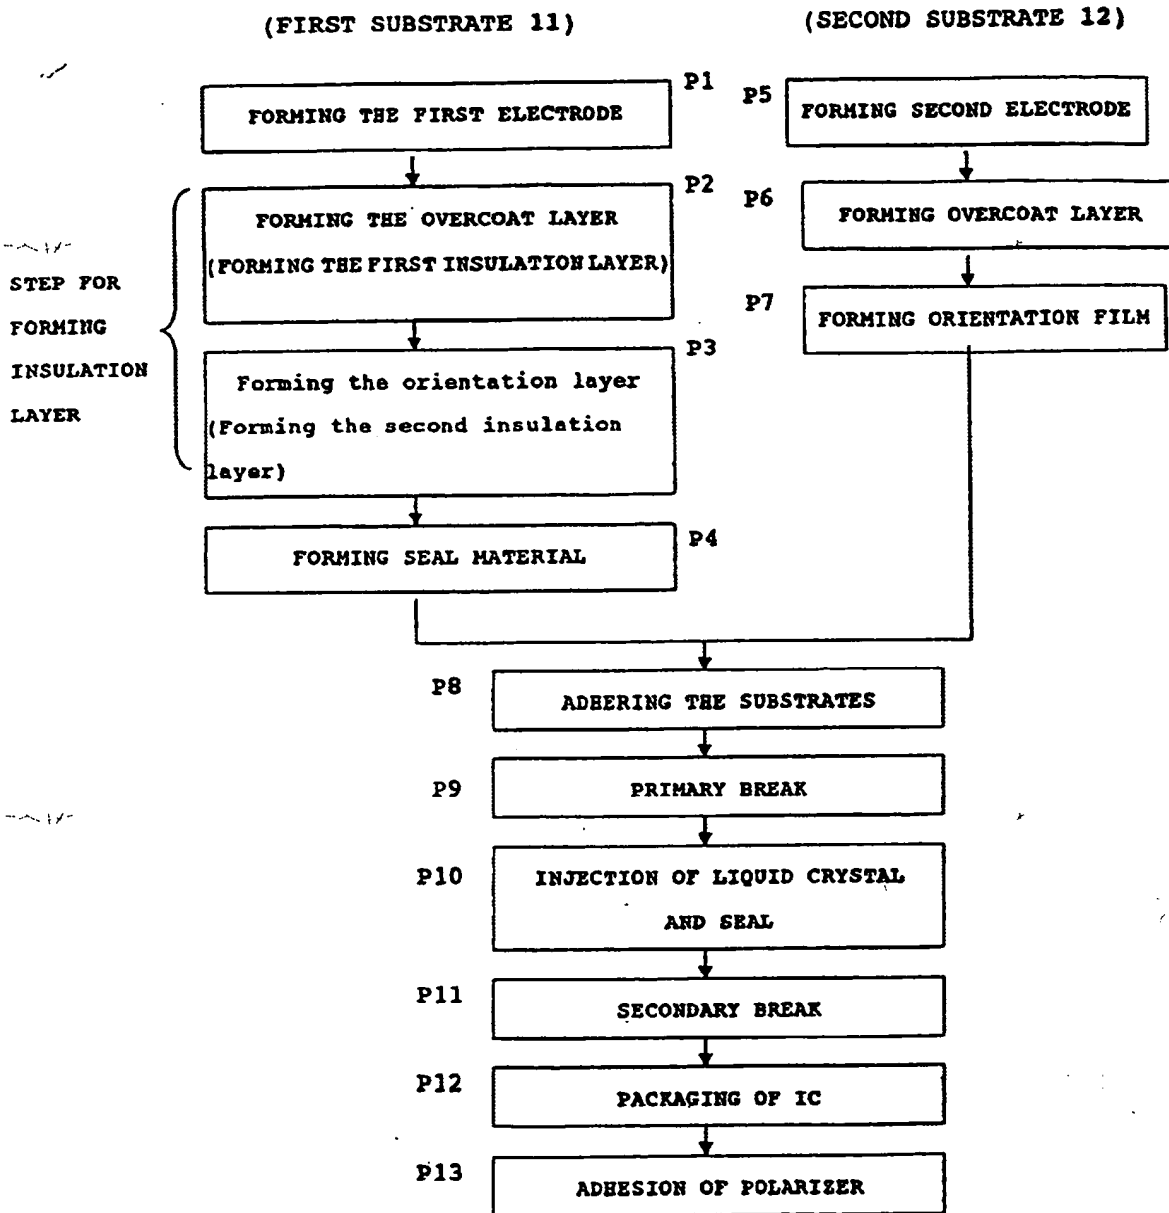 (FIRST SUBSTRATE 11)
P1
FORMING THE FIRST ELECTRODE
P2
FORMING THE OVERCOAT LAYER
(FORMING THE FIRST INSULATION LAYER)
STEP FOR
FORMING
INSULATION
LAYER
P3
Forming the orientation layer
(Forming the second insulation
layer)
P4
FORMING SEAL MATERIAL
(SECOND SUBSTRATE 12)
P5
FORMING SECOND ELECTRODE
P6
FORMING OVERCOAT LAYER
P7
FORMING ORIENTATION FILM
P8
ADHERING THE SUBSTRATES
P9
PRIMARY BREAK
P10
INJECTION OF LIQUID CRYSTAL
AND SEAL
P11
SECONDARY BREAK
P12
PACKAGING OF IC
P13
ADHESION OF POLARIZER